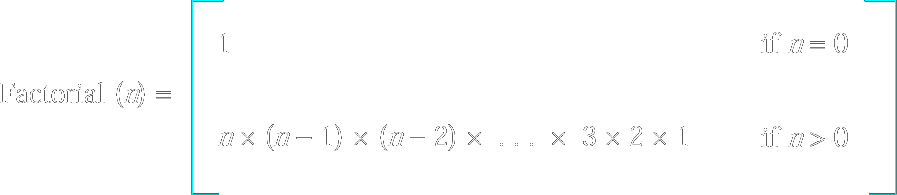 1 if n = 0
Factorial (n) =
n × (n − 1) × (n − 2) × . . . × 3 × 2 × 1 if n > 0